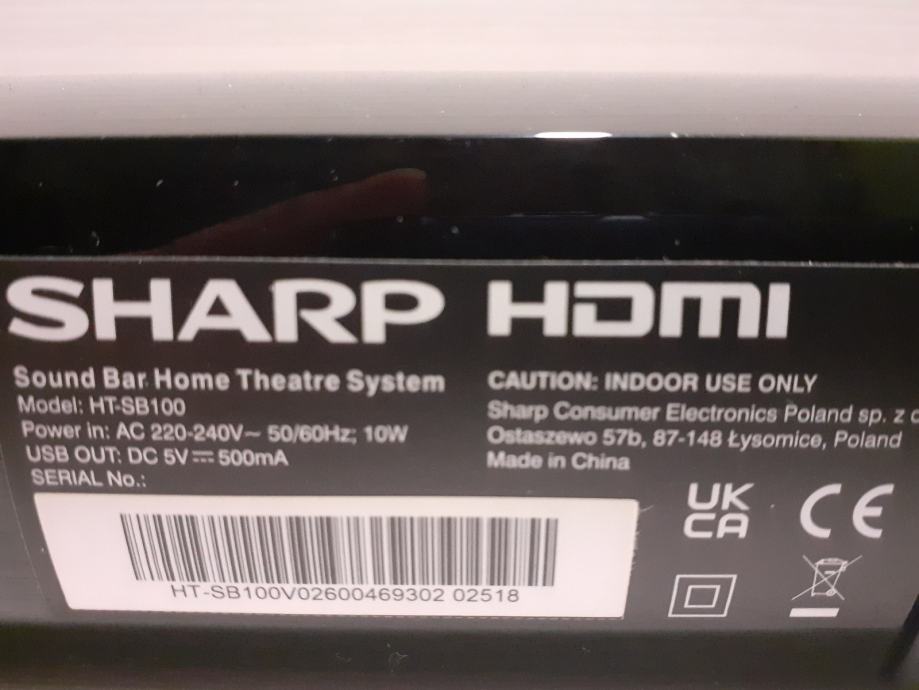 SHARP HDMI
Sound Bar Home Theatre System
Model: HT-SB100
Power in: AC 220-240V~ 50/60Hz; 10W
USB OUT: DC 5V⎓500mA
SERIAL No.:
HT-SB100V02600469302 02518
CAUTION: INDOOR USE ONLY
Sharp Consumer Electronics Poland sp. z
Ostaszewo 57b, 87-148 Łysomice, Poland
Made in China
UK
CA
CE